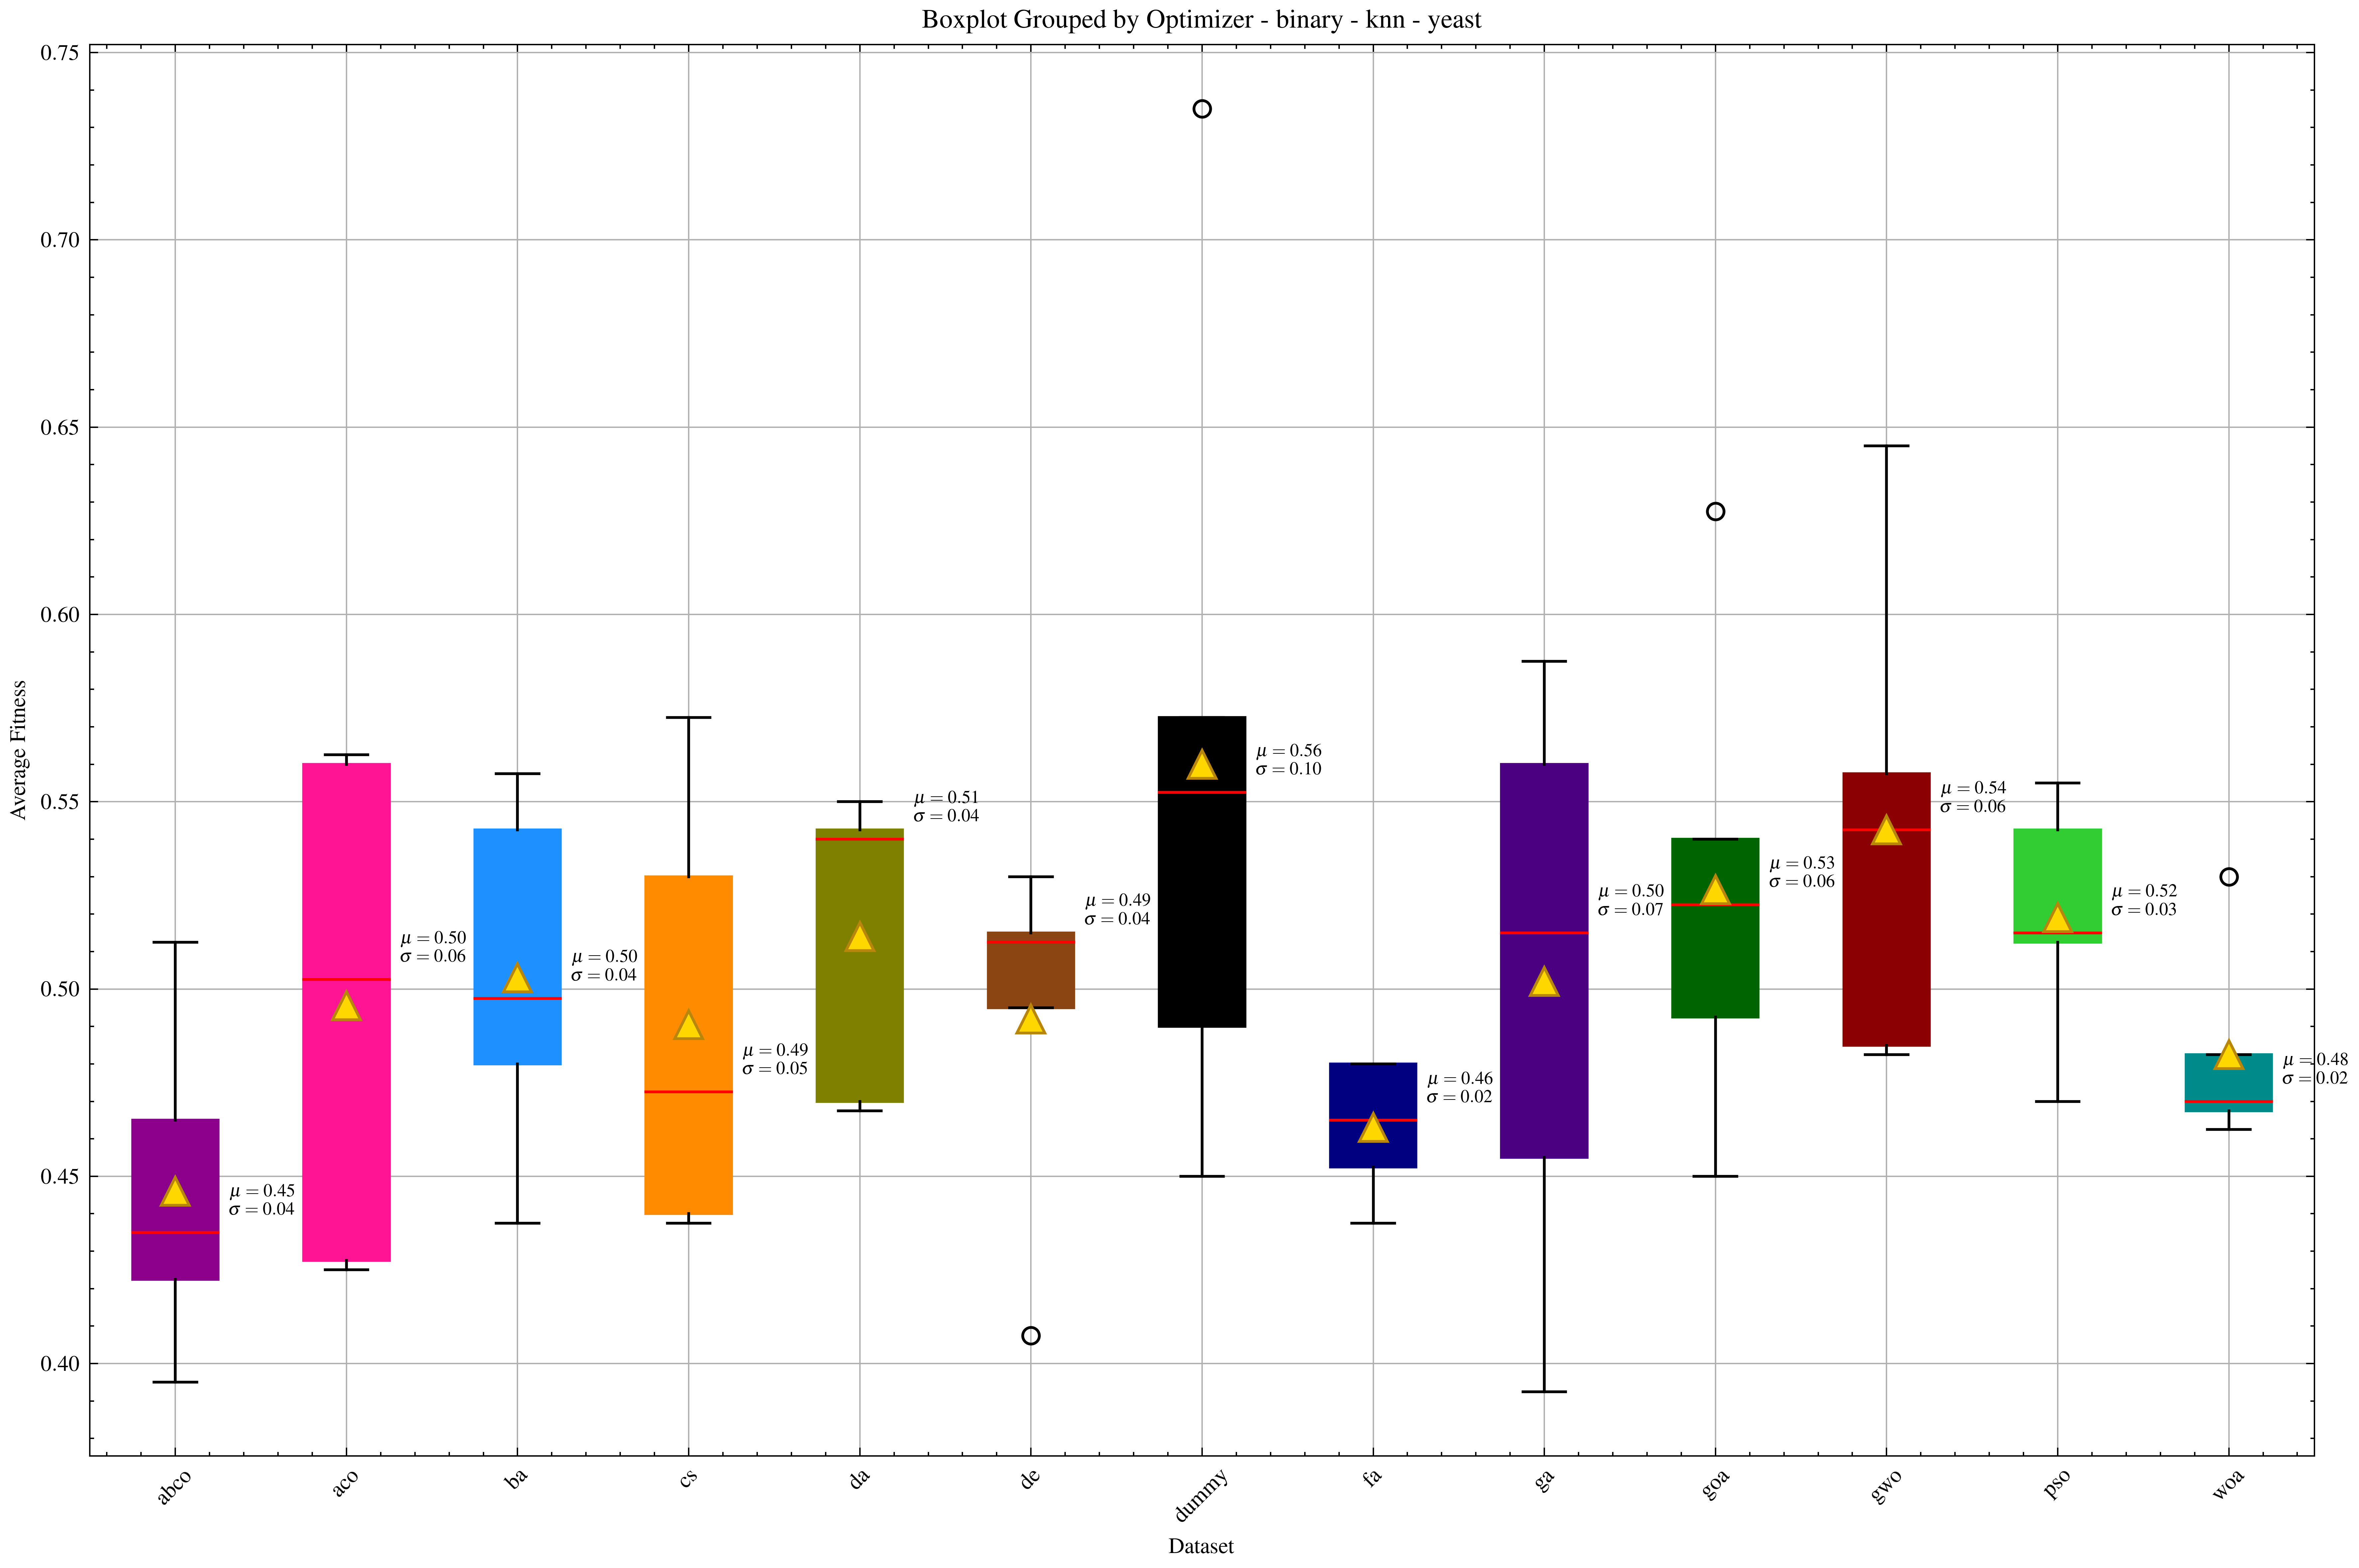 Boxplot Grouped by Optimizer - binary - knn - yeast
Average Fitness
0.75
0.70
0.65
0.60
0.55
0.50
0.45
0.40
μ = 0.45
σ = 0.04
μ = 0.50
σ = 0.06
μ = 0.50
σ = 0.04
μ = 0.49
σ = 0.05
μ = 0.51
σ = 0.04
μ = 0.49
σ = 0.04
μ = 0.56
σ = 0.10
μ = 0.46
σ = 0.02
μ = 0.50
σ = 0.07
μ = 0.53
σ = 0.06
μ = 0.54
σ = 0.06
μ = 0.52
σ = 0.03
μ = 0.48
σ = 0.02
abco
aco
ba
cs
da
de
dummy
fa
ga
goa
gwo
pso
woa
Dataset